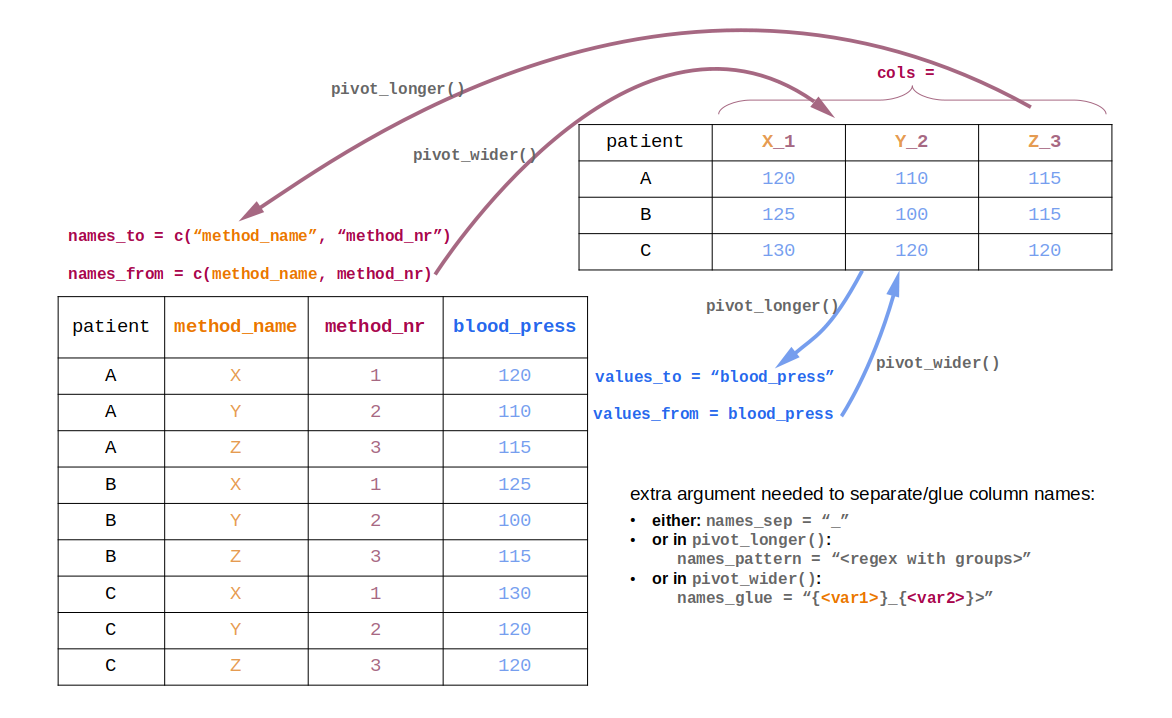 cols =
pivot_longer()
patient X_1 Y_2 Z_3
A 120 110 115
B 125 100 115
C 130 120 120
pivot_wider()
names_to = c(“method_name”, “method_nr”)
names_from = c(method_name, method_nr)
patient method_name method_nr blood_press
A X 1 120
A Y 2 110
A Z 3 115
B X 1 125
B Y 2 100
B Z 3 115
C X 1 130
C Y 2 120
C Z 3 120
pivot_longer()
pivot_wider()
values_to = “blood_press”
values_from = blood_press
extra argument needed to separate/glue column names:
• either: names_sep = “_”
• or in pivot_longer():
names_pattern = “<regex with groups>”
• or in pivot_wider():
names_glue = “{<var1>}_{<var2>}>”